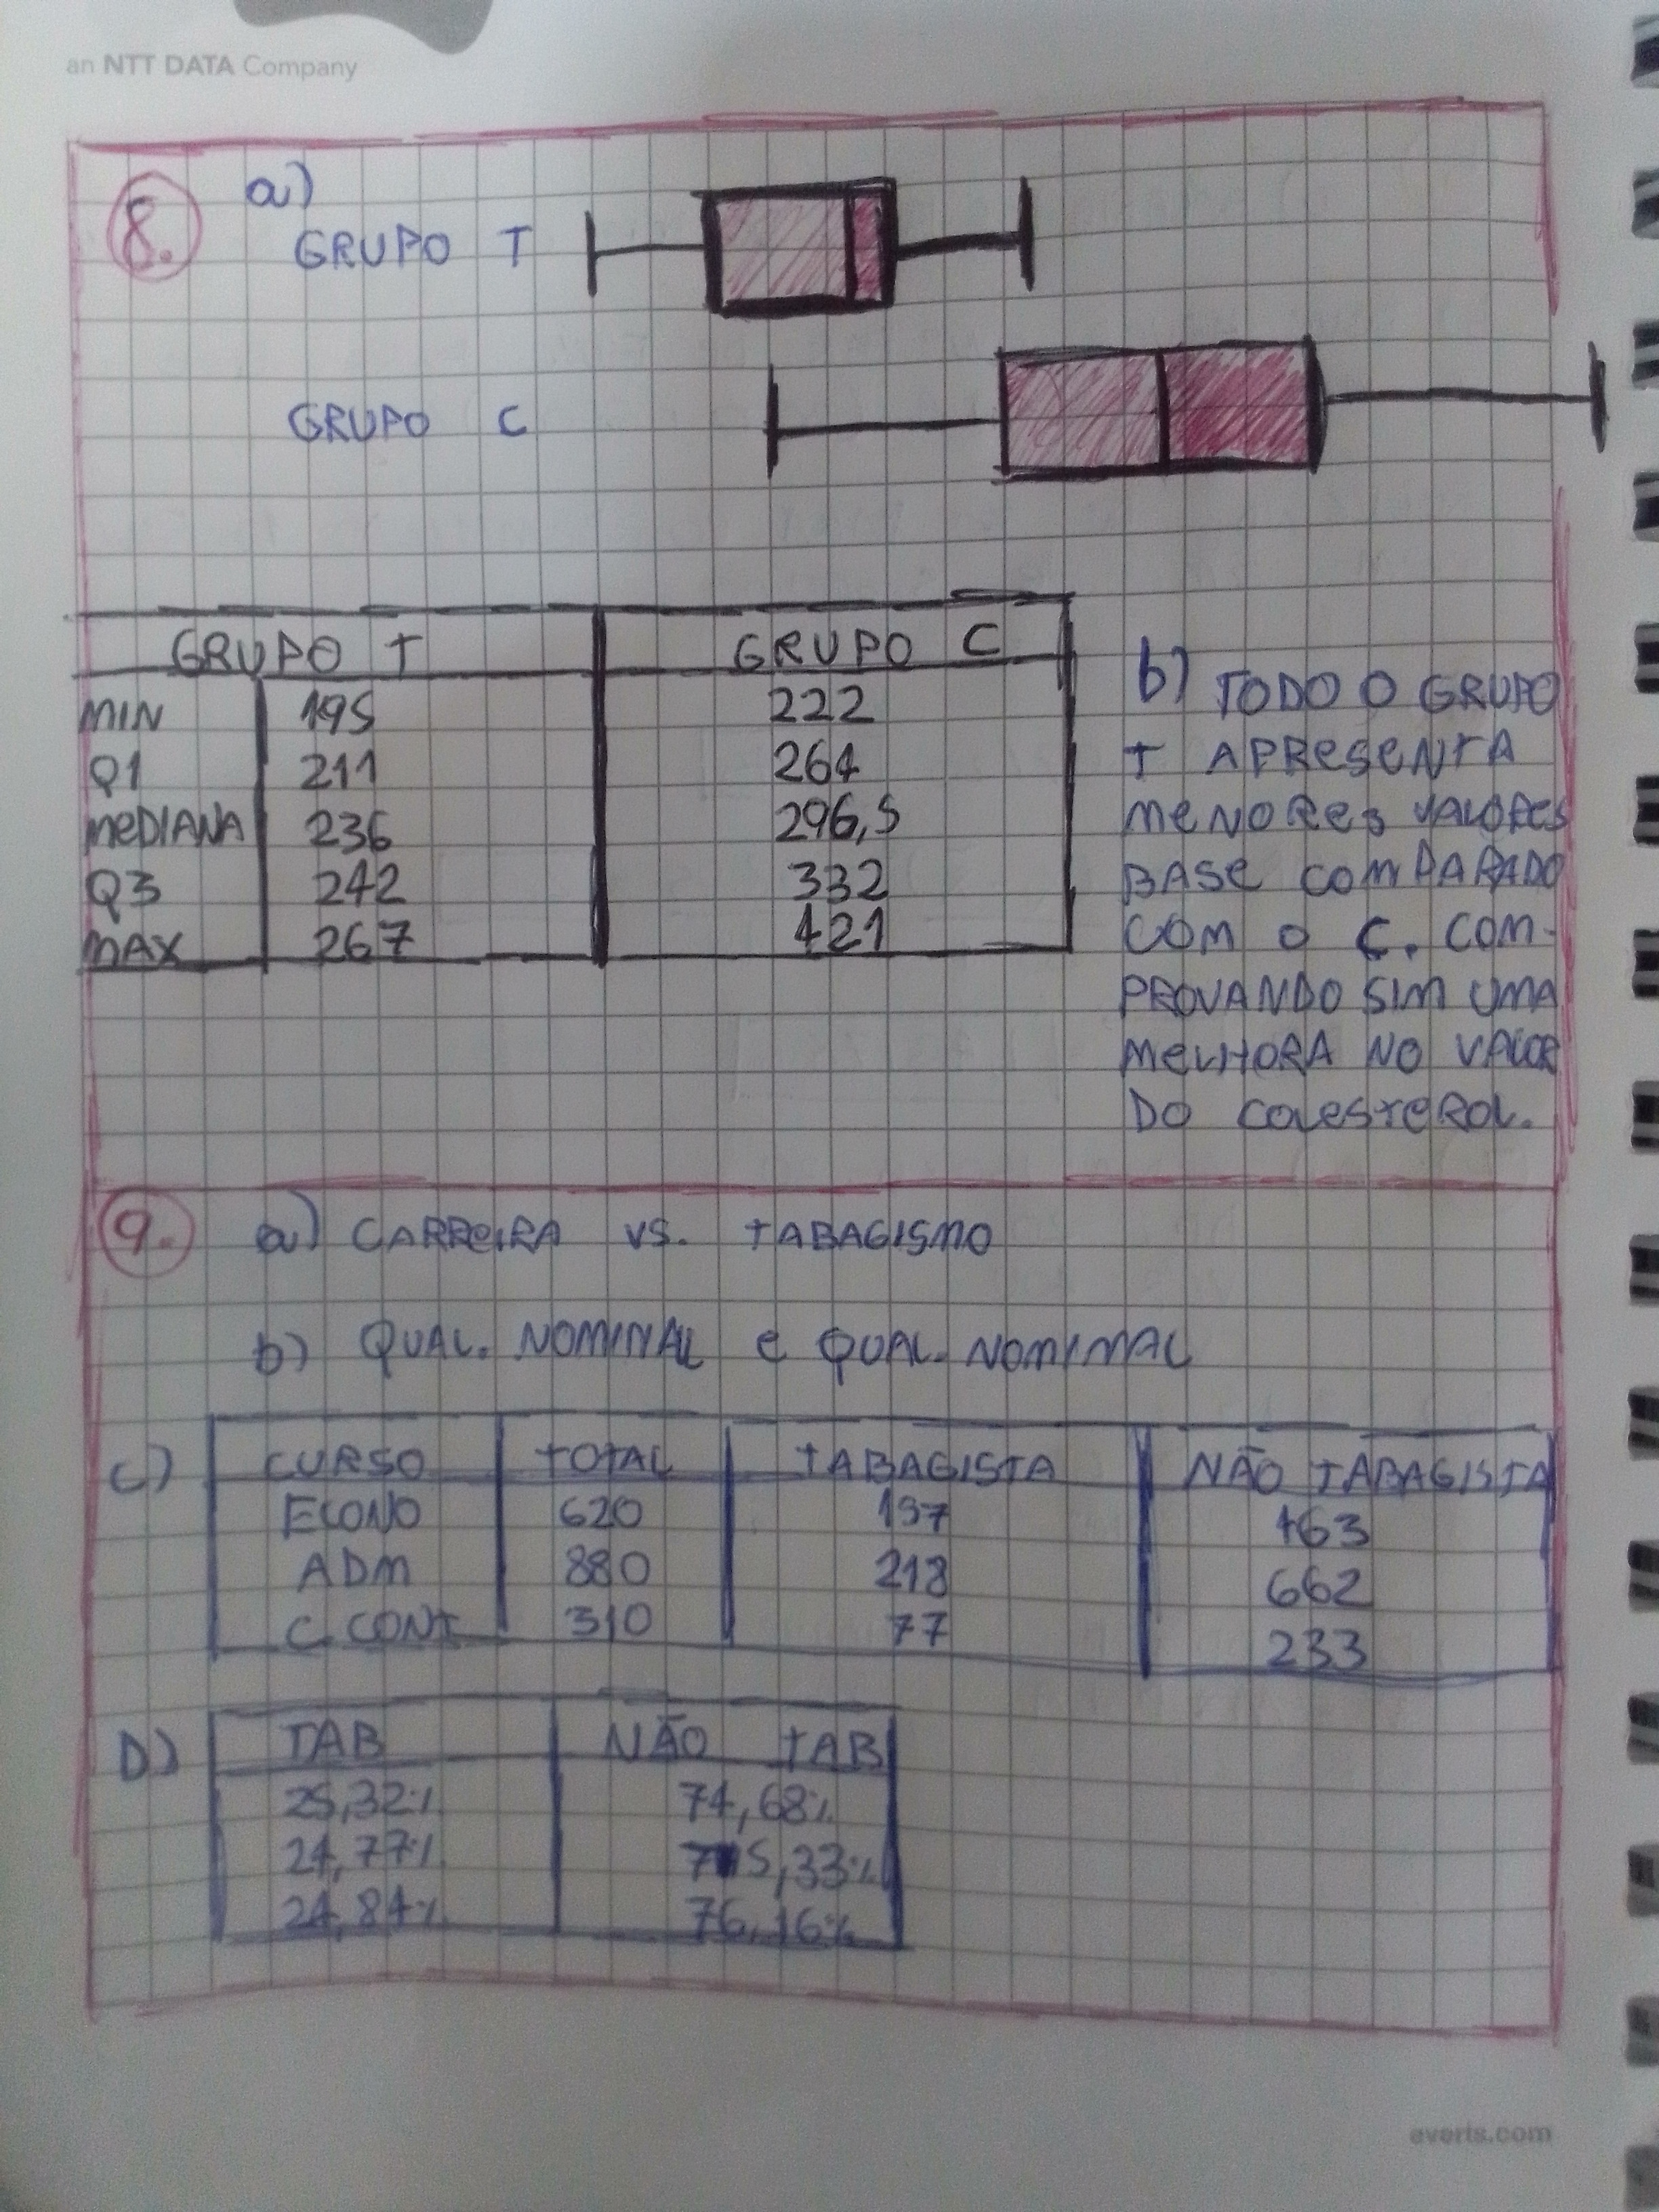 an NTT DATA Company
8. a)
GRUPO T
GRUPO C
GRUPO T GRUPO C
MIN 195 222
Q1 211 264
MEDIANA 236 296,5
Q3 242 332
MAX 267 421
b) TODO O GRUPO
T APRESENTA
MENORES VALORES
BASE COMPARADO
COM O C. COM-
PROVANDO SIM UMA
MELHORA NO VALOR
DO COLESTEROL.
9. a) CARREIRA VS. TABAGISMO
b) QUAL. NOMINAL E QUAL. NOMINAL
c) CURSO TOTAL TABAGISTA NÃO TABAGISTA
ECONO 620 157 463
ADM 880 218 662
C. CONT 310 77 233
D) TAB NÃO TAB
25,32% 74,68%
24,77% 75,33%
24,84% 76,16%
everis.com